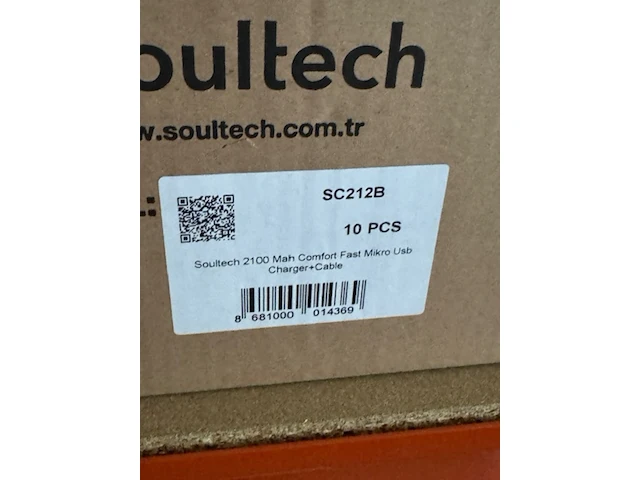 oultech
w.soultech.com.tr
SC212B
10 PCS
Soultech 2100 Mah Comfort Fast Mikro Usb
Charger+Cable
8 681000 014369